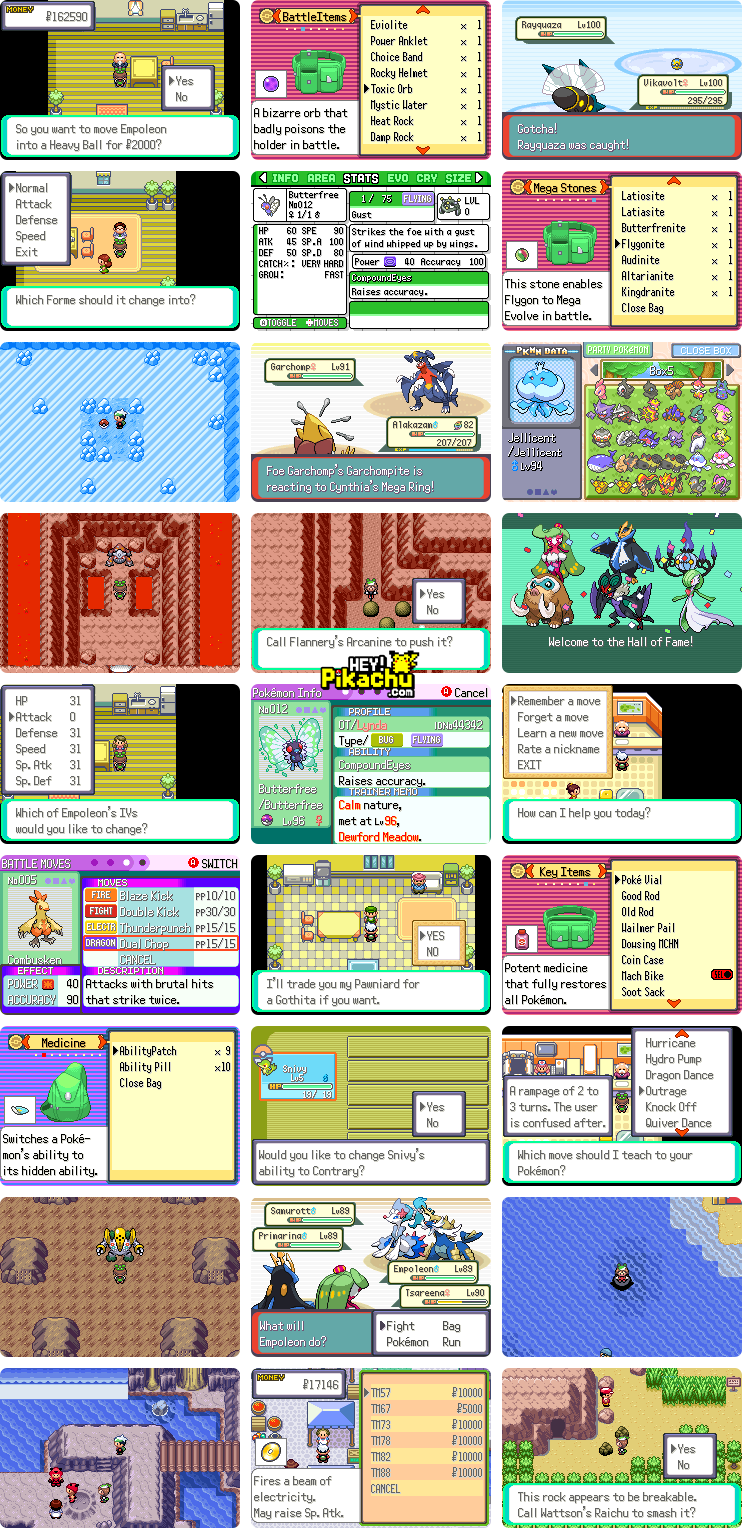 MONEY
₽162590
Yes
No
So you want to move Empoleon
into a Heavy Ball for ₽2000?
BattleItems
Eviolite × 1
Power Anklet × 1
Choice Band × 1
Rocky Helmet × 1
Toxic Orb × 1
Mystic Water × 1
Heat Rock × 1
Damp Rock × 1
A bizarre orb that
badly poisons the
holder in battle.
Rayquaza Lv100
Vikavolt♂ Lv100
295/295
EXP
Gotcha!
Rayquaza was caught!
Normal
Attack
Defense
Speed
Exit
Which Forme should it change into?
INFO AREA STATS EVO CRY SIZE
Butterfree
No012
♀ 1/1 ♂
1/ 75 FLYING
Gust
LVL
0
HP 60 SPE 90
ATK 45 SP.A 100
DEF 50 SP.D 80
CATCH%: VERY HARD
GROW: FAST
Strikes the foe with a gust
of wind whipped up by wings.
Power 40 Accuracy 100
CompoundEyes
Raises accuracy.
TOGGLE MOVES
Mega Stones
Latiosite × 1
Latiasite × 1
Butterfrenite × 1
Flygonite × 1
Audinite × 1
Altarianite × 1
Kingdranite × 1
Close Bag
This stone enables
Flygon to Mega
Evolve in battle.
Garchomp♀ Lv91
Alakazam♂ 82
207/207
EXP
Foe Garchomp's Garchompite is
reacting to Cynthia's Mega Ring!
PKMN DATA
PARTY POKéMON
CLOSE BOX
Box5
Jellicent
/Jellicent
♂ Lv94
Yes
No
Call Flannery's Arcanine to push it?
Welcome to the Hall of Fame!
HEY!
Pikachu
.com
HP 31
Attack 0
Defense 31
Speed 31
Sp. Atk 31
Sp. Def 31
Which of Empoleon's IVs
would you like to change?
Pokémon Info
A Cancel
No012
PROFILE
OT/Lynda IDNo44342
Type/ BUG FLYING
ABILITY
CompoundEyes
Raises accuracy.
TRAINER MEMO
Calm nature,
met at Lv96,
Dewford Meadow.
Butterfree
/Butterfree
Lv96 ♀
Remember a move
Forget a move
Learn a new move
Rate a nickname
EXIT
How can I help you today?
BATTLE MOVES
A SWITCH
No005
MOVES
FIRE Blaze Kick PP10/10
FIGHT Double Kick PP30/30
ELECTR Thunderpunch PP15/15
DRAGON Dual Chop PP15/15
CANCEL
Combusken
EFFECT
POWER 40
ACCURACY 90
DESCRIPTION
Attacks with brutal hits
that strike twice.
YES
NO
I'll trade you my Pawniard for
a Gothita if you want.
Key Items
Poké Vial
Good Rod
Old Rod
Wailmer Pail
Dowsing MCHN
Coin Case
Mach Bike
Soot Sack
Potent medicine
that fully restores
all Pokémon.
Medicine
AbilityPatch × 9
Ability Pill ×10
Close Bag
Switches a Poké-
mon's ability to
its hidden ability.
Snivy
Lv5 ♂
HP
19/ 19
Yes
No
Would you like to change Snivy's
ability to Contrary?
A rampage of 2 to
3 turns. The user
is confused after.
Hurricane
Hydro Pump
Dragon Dance
Outrage
Knock Off
Quiver Dance
Which move should I teach to your
Pokémon?
Samurott♂ Lv89
Primarina♂ Lv89
Empoleon♂ Lv89
Tsareena♀ Lv90
What will
Empoleon do?
Fight Bag
Pokémon Run
MONEY
₽17146
TM57 ₽10000
TM67 ₽5000
TM73 ₽10000
TM78 ₽10000
TM82 ₽10000
TM88 ₽10000
CANCEL
Fires a beam of
electricity.
May raise Sp. Atk.
Yes
No
This rock appears to be breakable.
Call Wattson's Raichu to smash it?